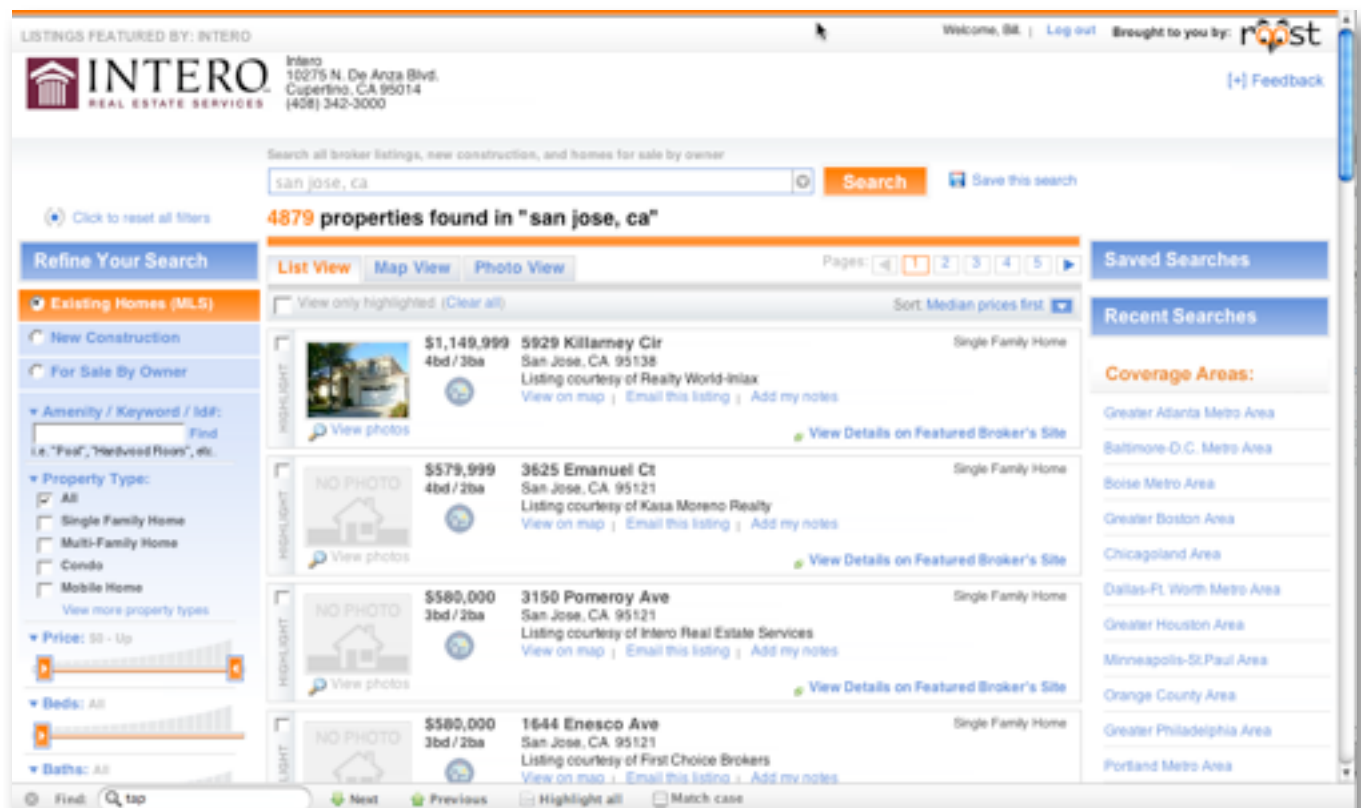 LISTINGS FEATURED BY: INTERO
Welcome, Bill. | Log out Brought to you by: roost
INTERO
REAL ESTATE SERVICES
Intero
10275 N. De Anza Blvd.
Cupertino, CA 95014
(408) 342-3000
[+] Feedback
Search all broker listings, new construction, and homes for sale by owner
san jose, ca
Search
Save this search
Click to reset all filters
4879 properties found in "san jose, ca"
Refine Your Search
Existing Homes (MLS)
New Construction
For Sale By Owner
Amenity / Keyword / Id#:
Find
i.e. "Pool", "Hardwood Floors", etc.
Property Type:
All
Single Family Home
Multi-Family Home
Condo
Mobile Home
View more property types
Price: $0 - Up
Beds: All
Baths: All
List View Map View Photo View
Pages: 1 2 3 4 5
View only highlighted (Clear all)
Sort: Median prices first
HIGHLIGHT
View photos
$1,149,999 5929 Killarney Cir Single Family Home
4bd / 3ba San Jose, CA 95138
Listing courtesy of Realty World-Inlax
View on map | Email this listing | Add my notes
View Details on Featured Broker's Site
HIGHLIGHT
NO PHOTO
View photos
$579,999 3625 Emanuel Ct Single Family Home
4bd / 2ba San Jose, CA 95121
Listing courtesy of Kasa Moreno Realty
View on map | Email this listing | Add my notes
View Details on Featured Broker's Site
HIGHLIGHT
NO PHOTO
View photos
$580,000 3150 Pomeroy Ave Single Family Home
3bd / 2ba San Jose, CA 95121
Listing courtesy of Intero Real Estate Services
View on map | Email this listing | Add my notes
View Details on Featured Broker's Site
LIGHT
NO PHOTO
$580,000 1644 Enesco Ave Single Family Home
3bd / 2ba San Jose, CA 95121
Listing courtesy of First Choice Brokers
View on map | Email this listing | Add my notes
Saved Searches
Recent Searches
Coverage Areas:
Greater Atlanta Metro Area
Baltimore-D.C. Metro Area
Boise Metro Area
Greater Boston Area
Chicagoland Area
Dallas-Ft. Worth Metro Area
Greater Houston Area
Minneapolis-St.Paul Area
Orange County Area
Greater Philadelphia Area
Portland Metro Area
Find: tap Next Previous Highlight all Match case